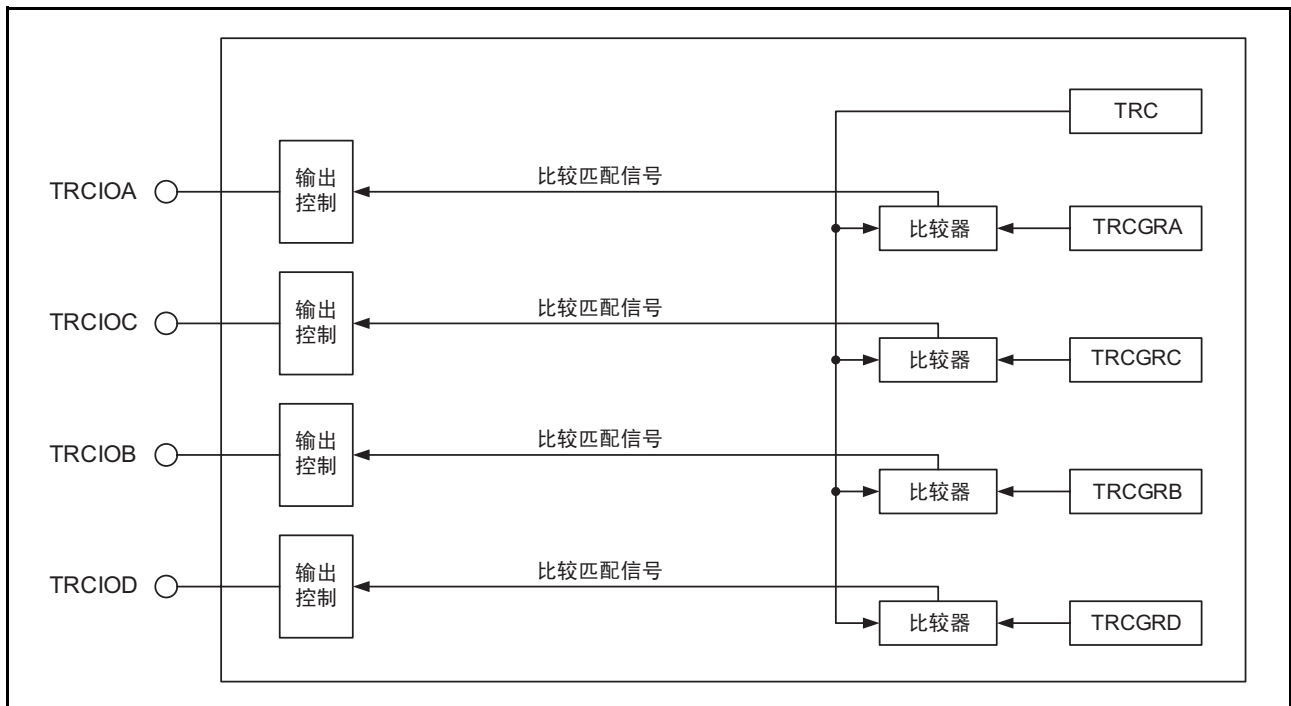 TRC
TRCIOA
输出
控制
比较匹配信号
比较器
TRCGRA
TRCIOC
输出
控制
比较匹配信号
比较器
TRCGRC
TRCIOB
输出
控制
比较匹配信号
比较器
TRCGRB
TRCIOD
输出
控制
比较匹配信号
比较器
TRCGRD